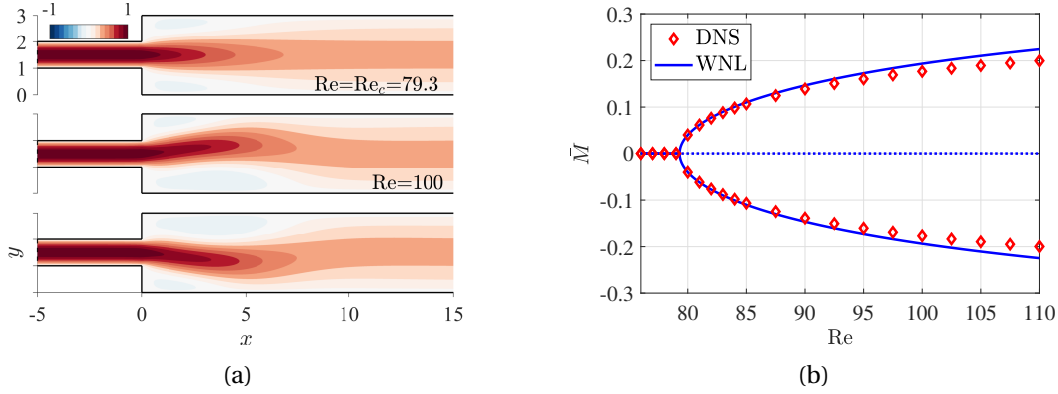 -1 1
3
2
1
0
Re=Re_c=79.3
Re=100
y
-5 0 5 10 15
x
(a)
0.3
0.2
0.1
0
-0.1
-0.2
-0.3
M̄
DNS
WNL
80 85 90 95 100 105 110
Re
(b)